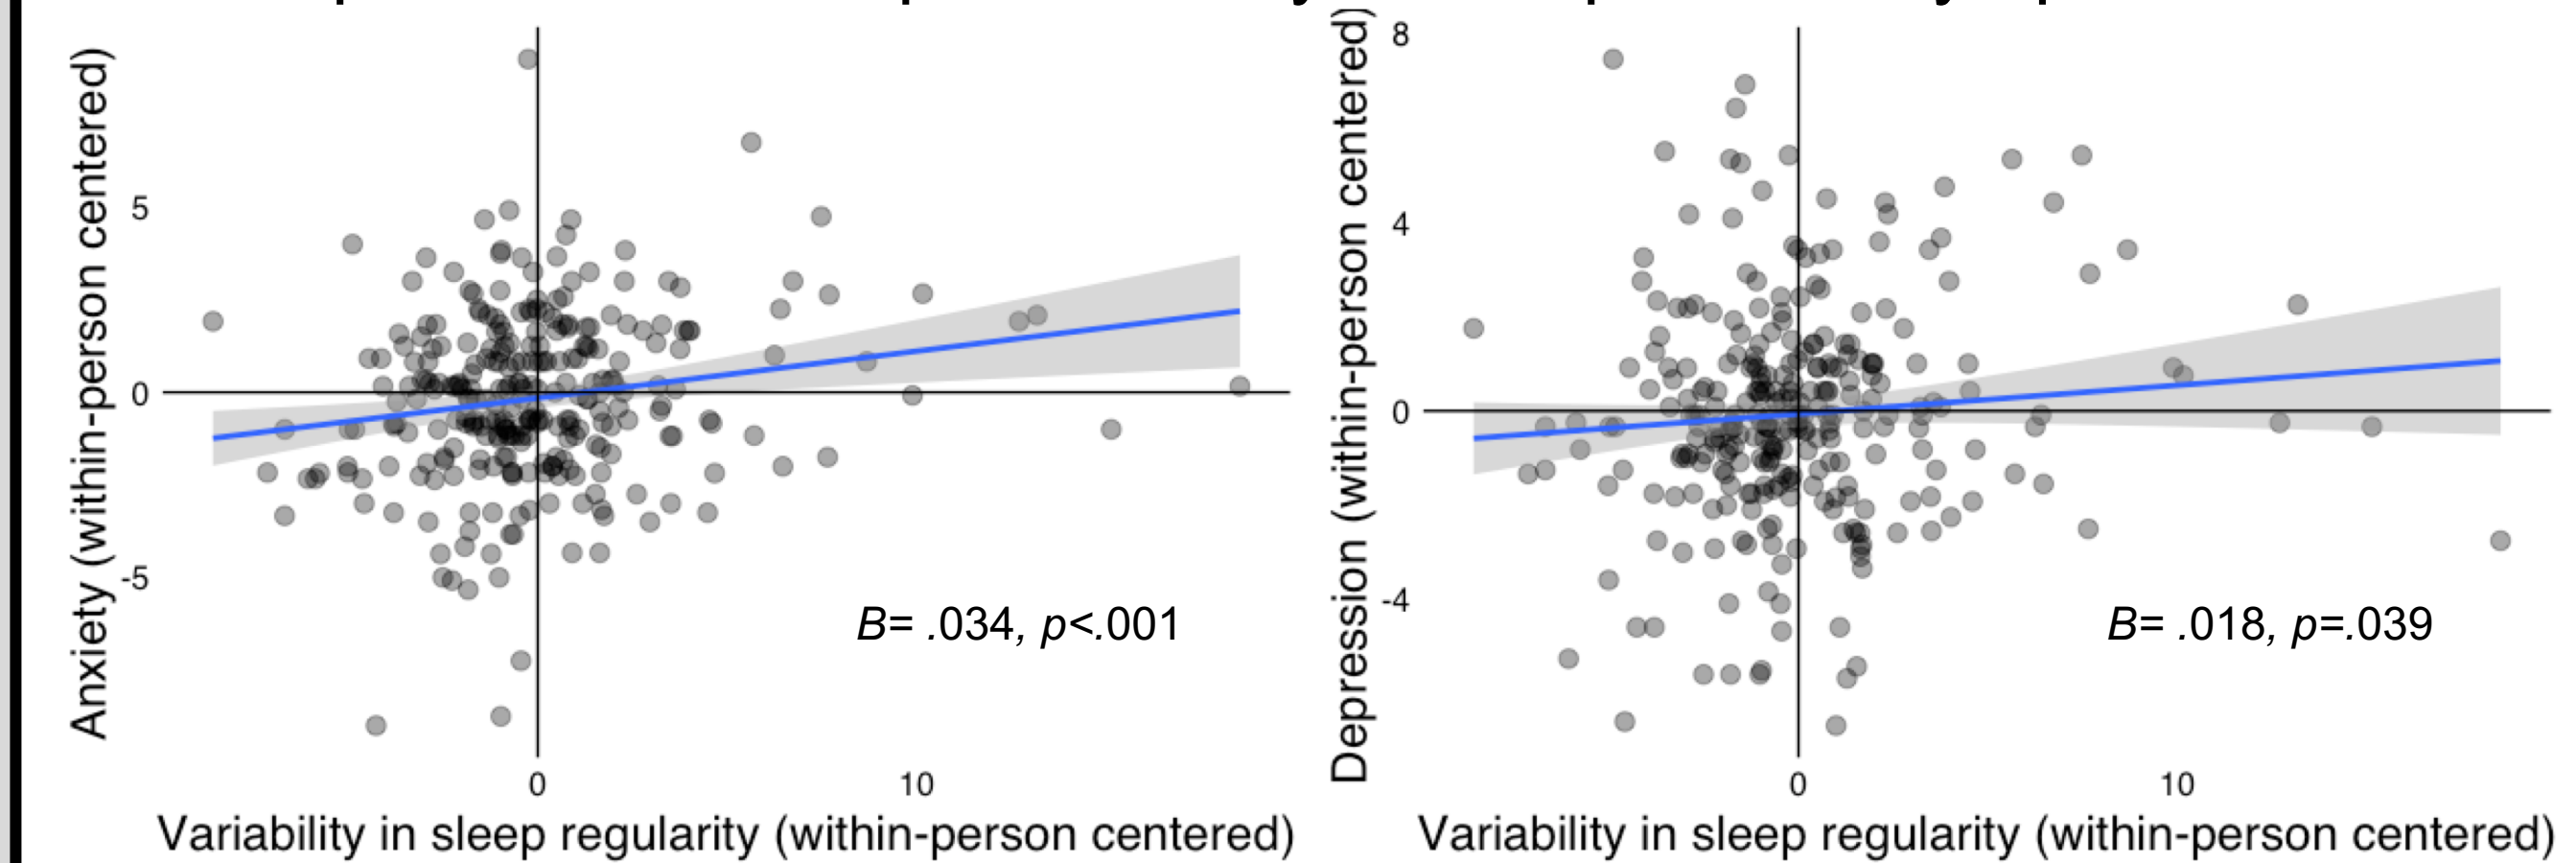 Anxiety (within-person centered)
5
0
-5
B= .034, p<.001
0
10
Variability in sleep regularity (within-person centered)
Depression (within-person centered)
8
4
0
-4
B= .018, p=.039
0
10
Variability in sleep regularity (within-person centered)